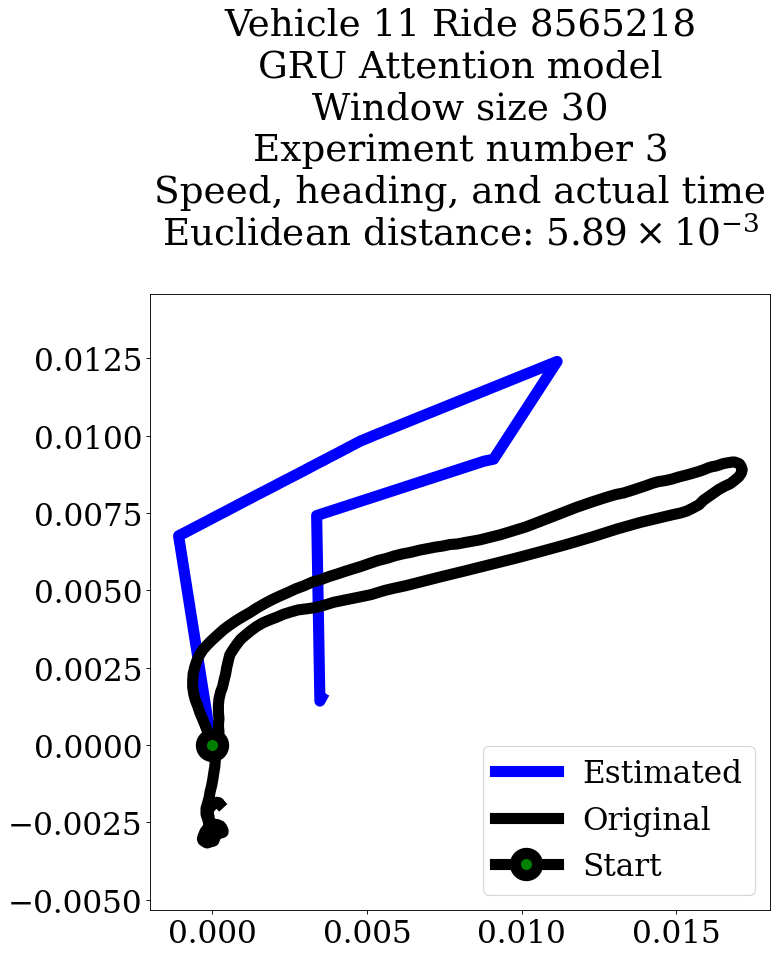 Vehicle 11 Ride 8565218
GRU Attention model
Window size 30
Experiment number 3
Speed, heading, and actual time
Euclidean distance: 5.89 × 10⁻³
0.0125
0.0100
0.0075
0.0050
0.0025
0.0000
−0.0025
−0.0050
0.000 0.005 0.010 0.015
Estimated
Original
Start